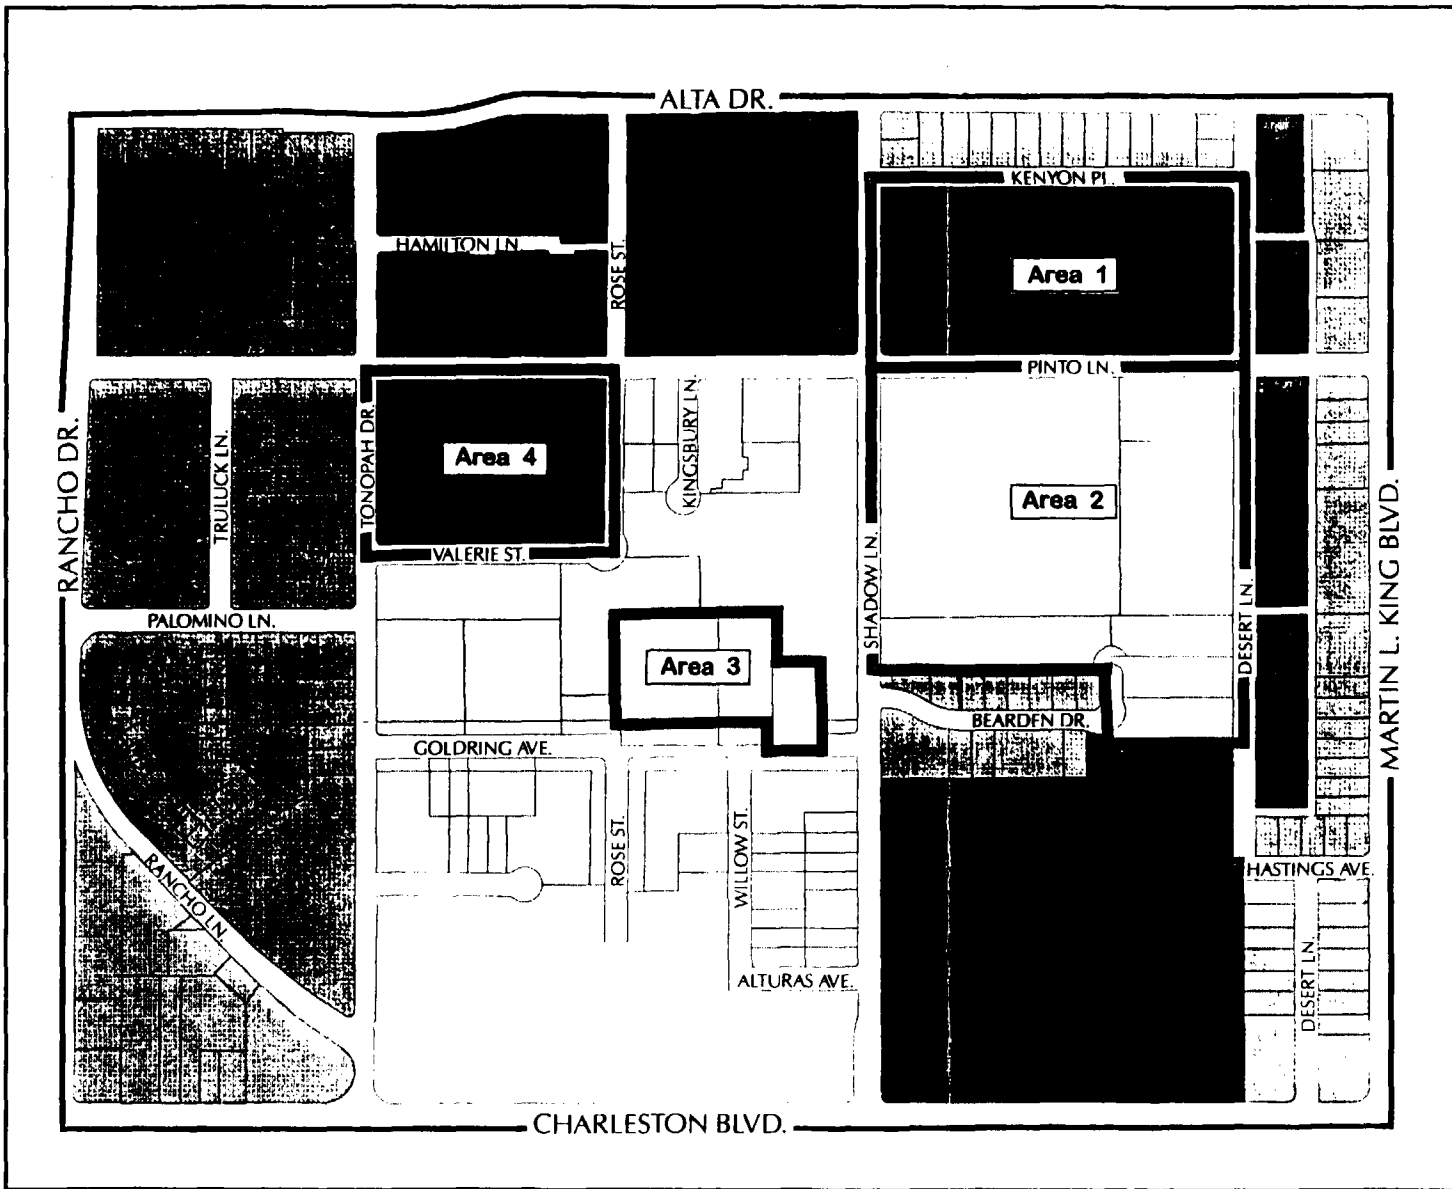 ALTA DR.
KENYON PL.
HAMILTON LN.
ROSE ST.
Area 1
PINTO LN.
KINGSBURY LN.
TONOPAH DR.
Area 4
TRULUCK LN.
RANCHO DR.
Area 2
VALERIE ST.
SHADOW LN.
DESERT LN.
MARTIN L. KING BLVD.
PALOMINO LN.
Area 3
BEARDEN DR.
GOLDRING AVE.
ROSE ST.
WILLOW ST.
HASTINGS AVE.
RANCHO LN.
ALTURAS AVE.
DESERT LN.
CHARLESTON BLVD.